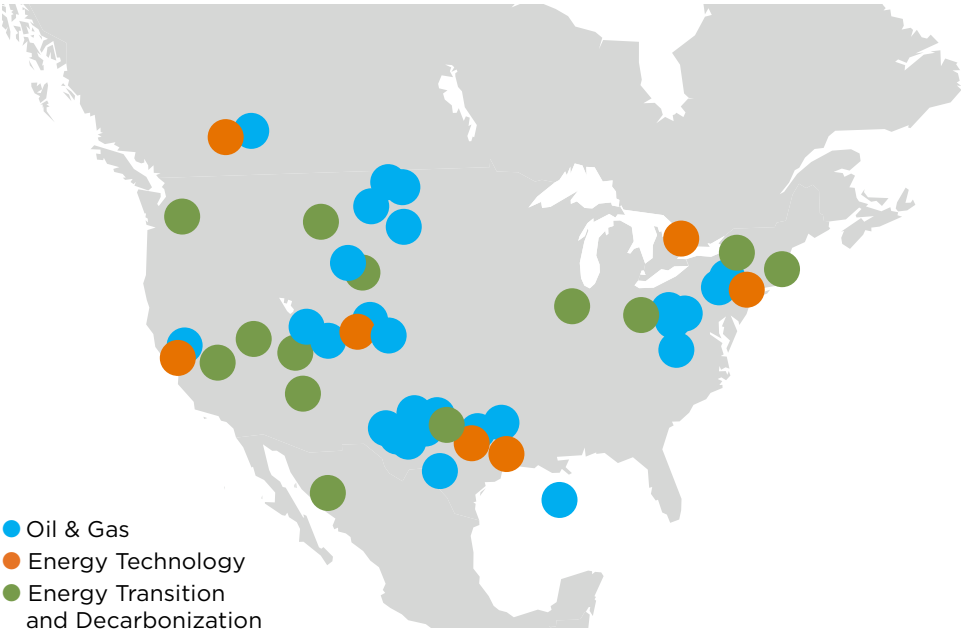 Oil & Gas
Energy Technology
Energy Transition
and Decarbonization